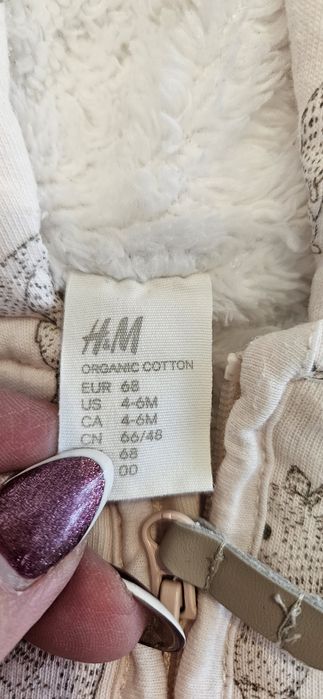 H&M
ORGANIC COTTON
EUR 68
US 4-6M
CA 4-6M
CN 66/48
68
00